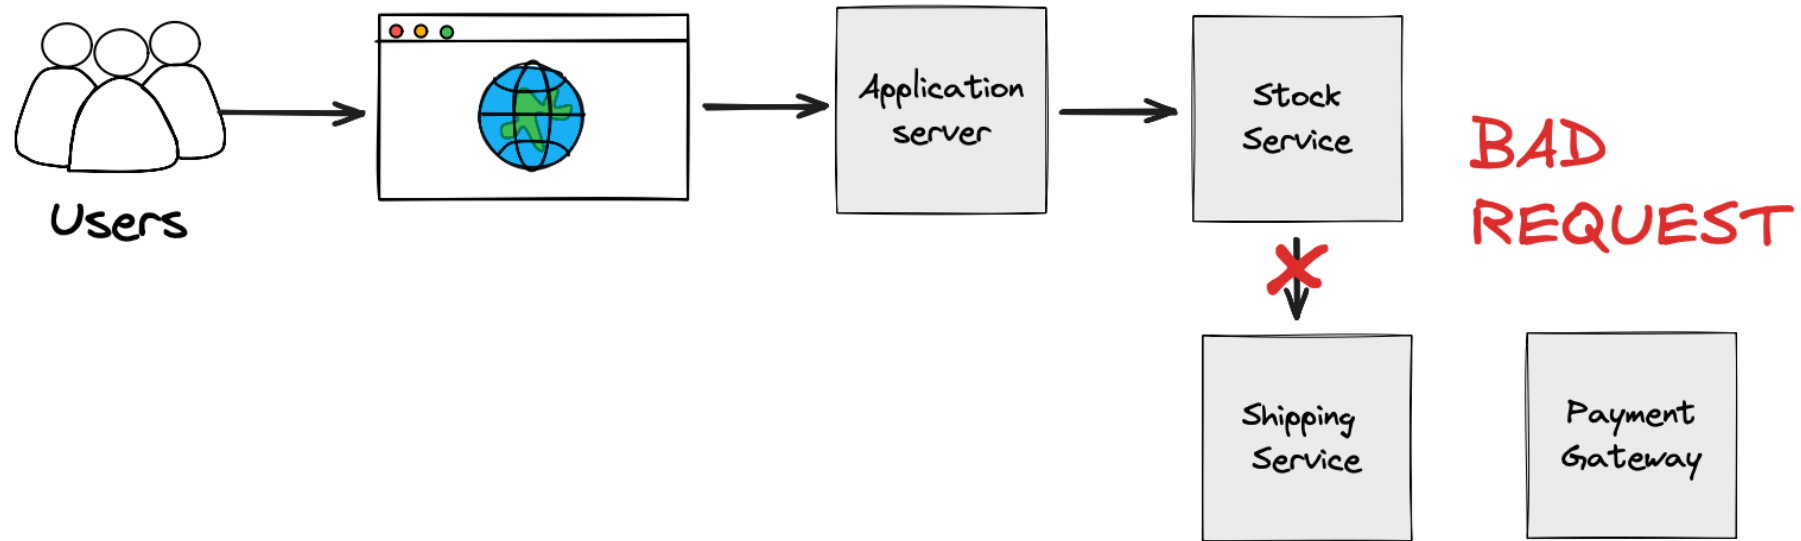 Users
Application
server
Stock
Service
BAD
REQUEST
Shipping
Service
Payment
Gateway